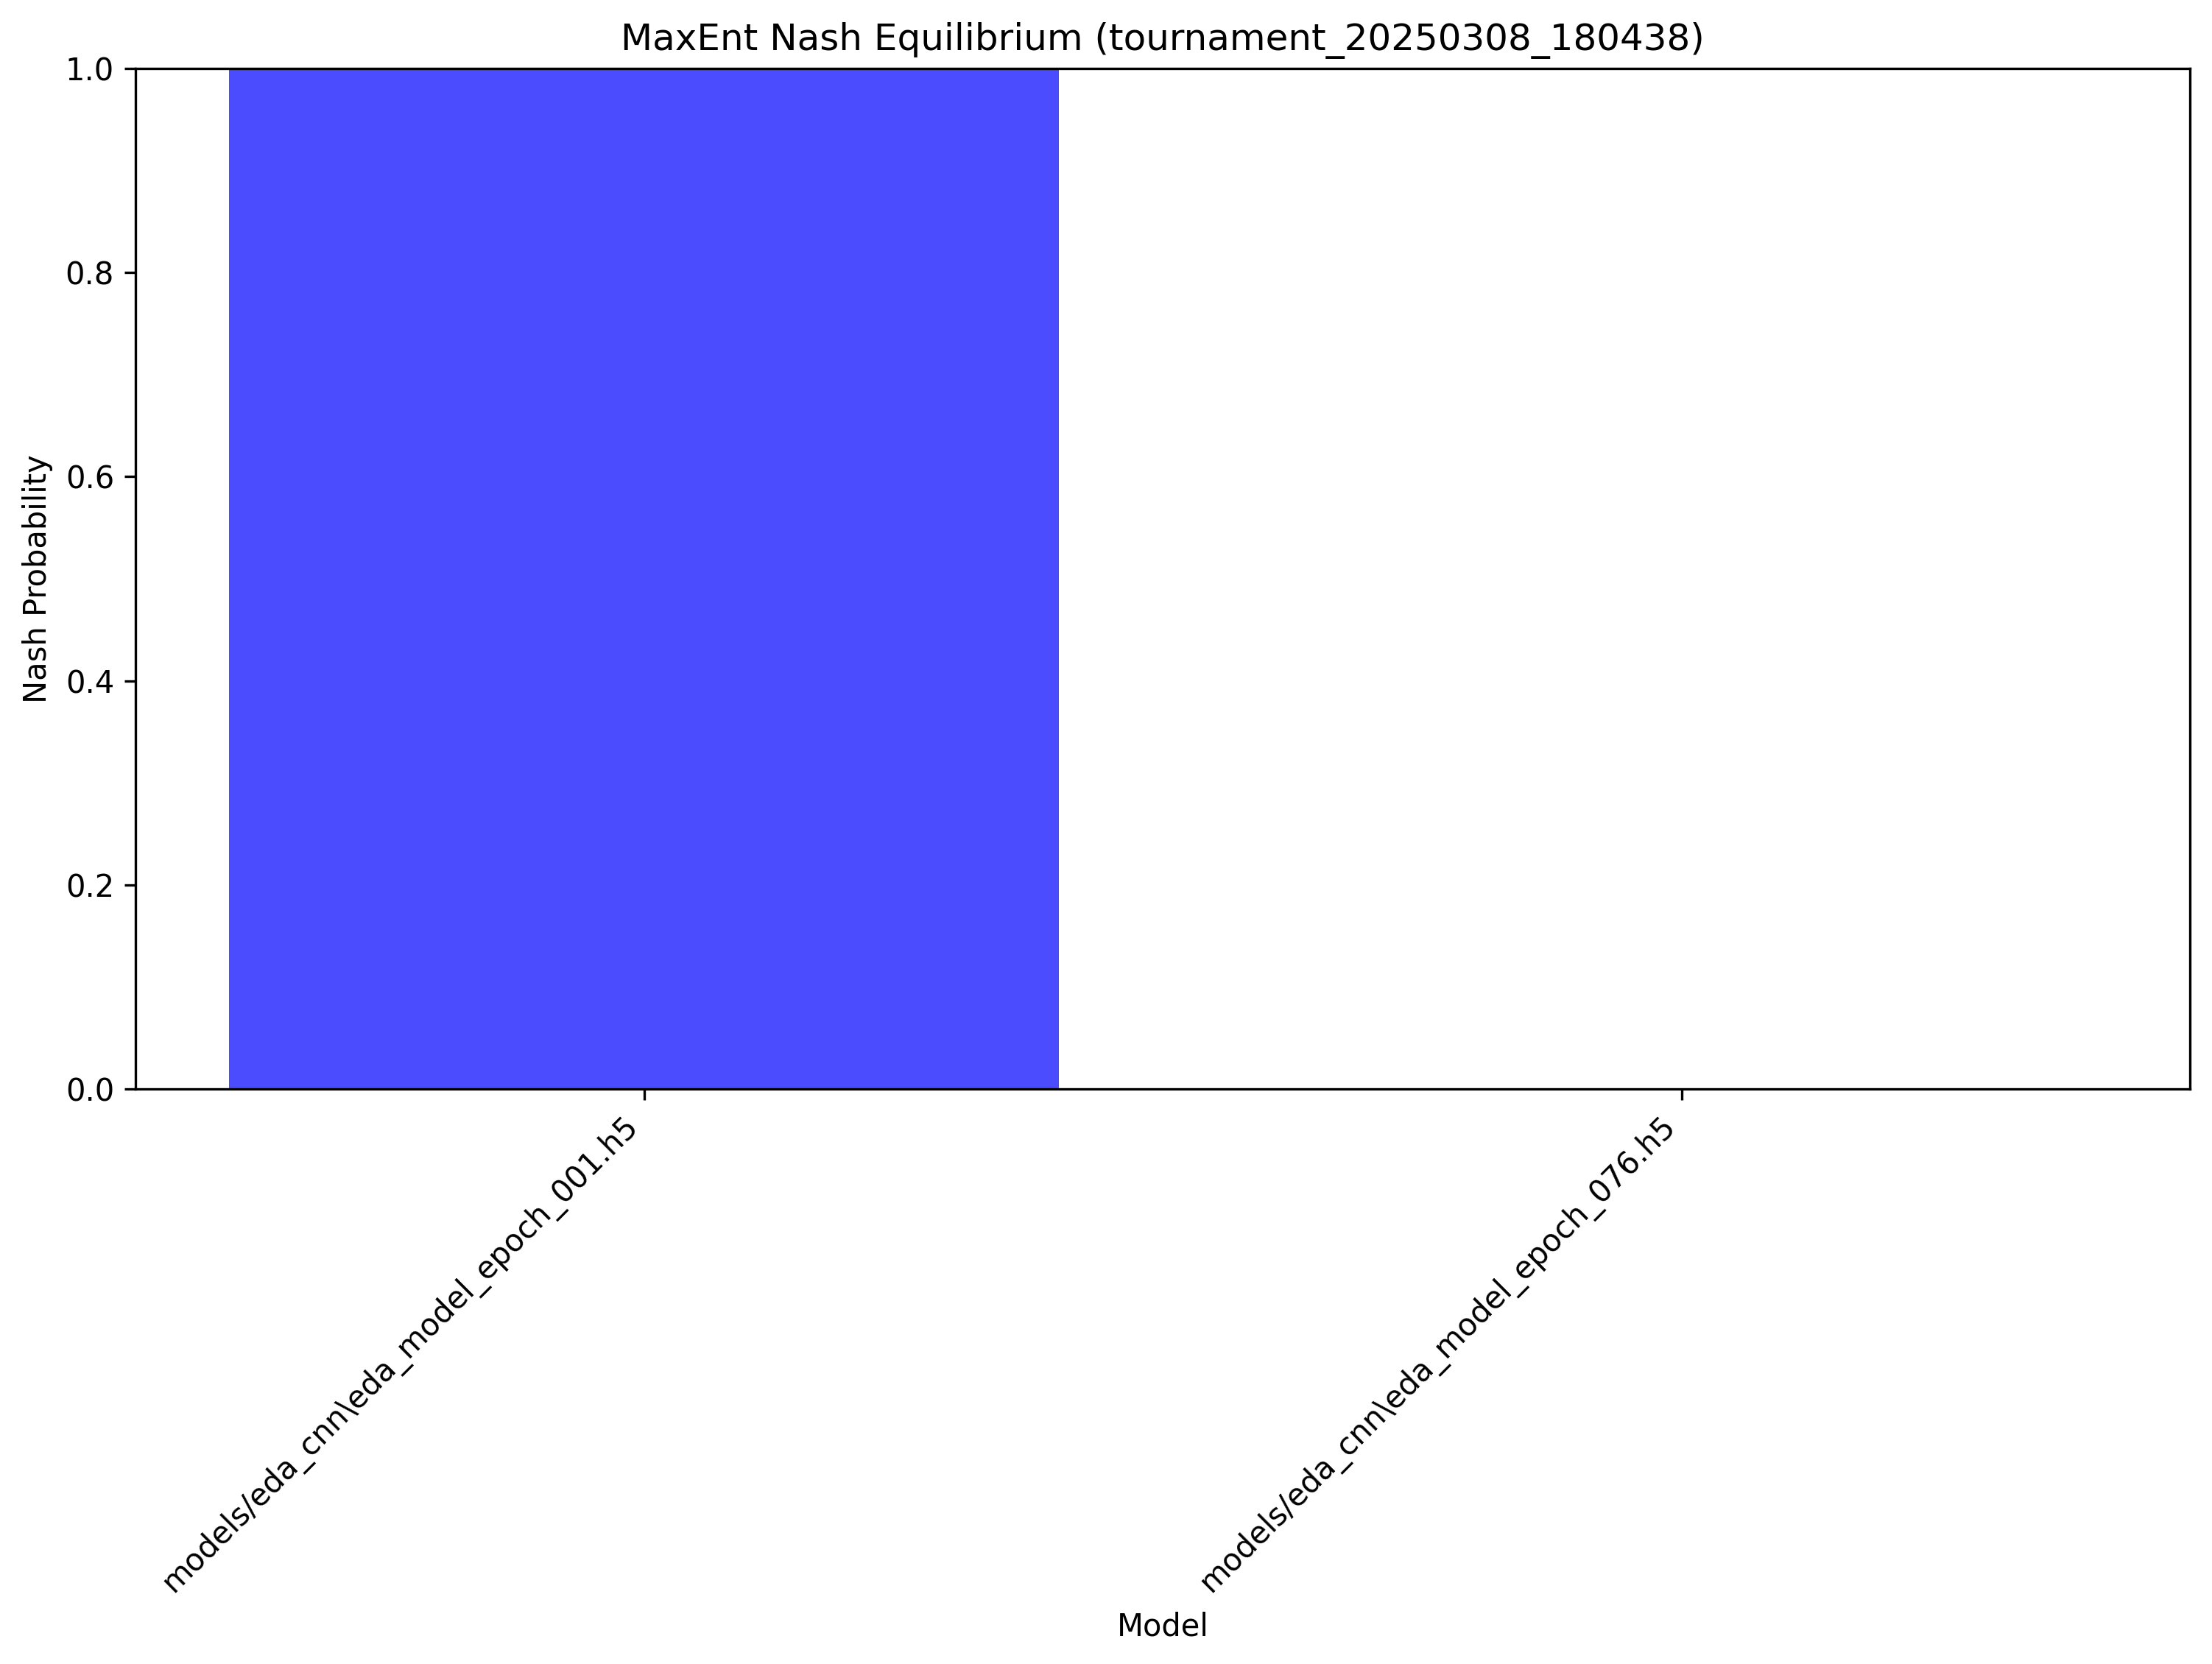 MaxEnt Nash Equilibrium (tournament_20250308_180438)
Nash Probability
1.0
0.8
0.6
0.4
0.2
0.0
models/eda_cnn\eda_model_epoch_001.h5
models/eda_cnn\eda_model_epoch_076.h5
Model